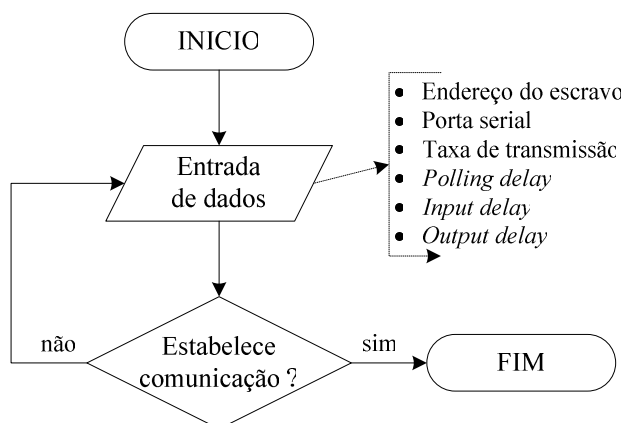 INICIO
Entrada
de dados
• Endereço do escravo
• Porta serial
• Taxa de transmissão
• Polling delay
• Input delay
• Output delay
não
Estabelece
comunicação ?
sim
FIM